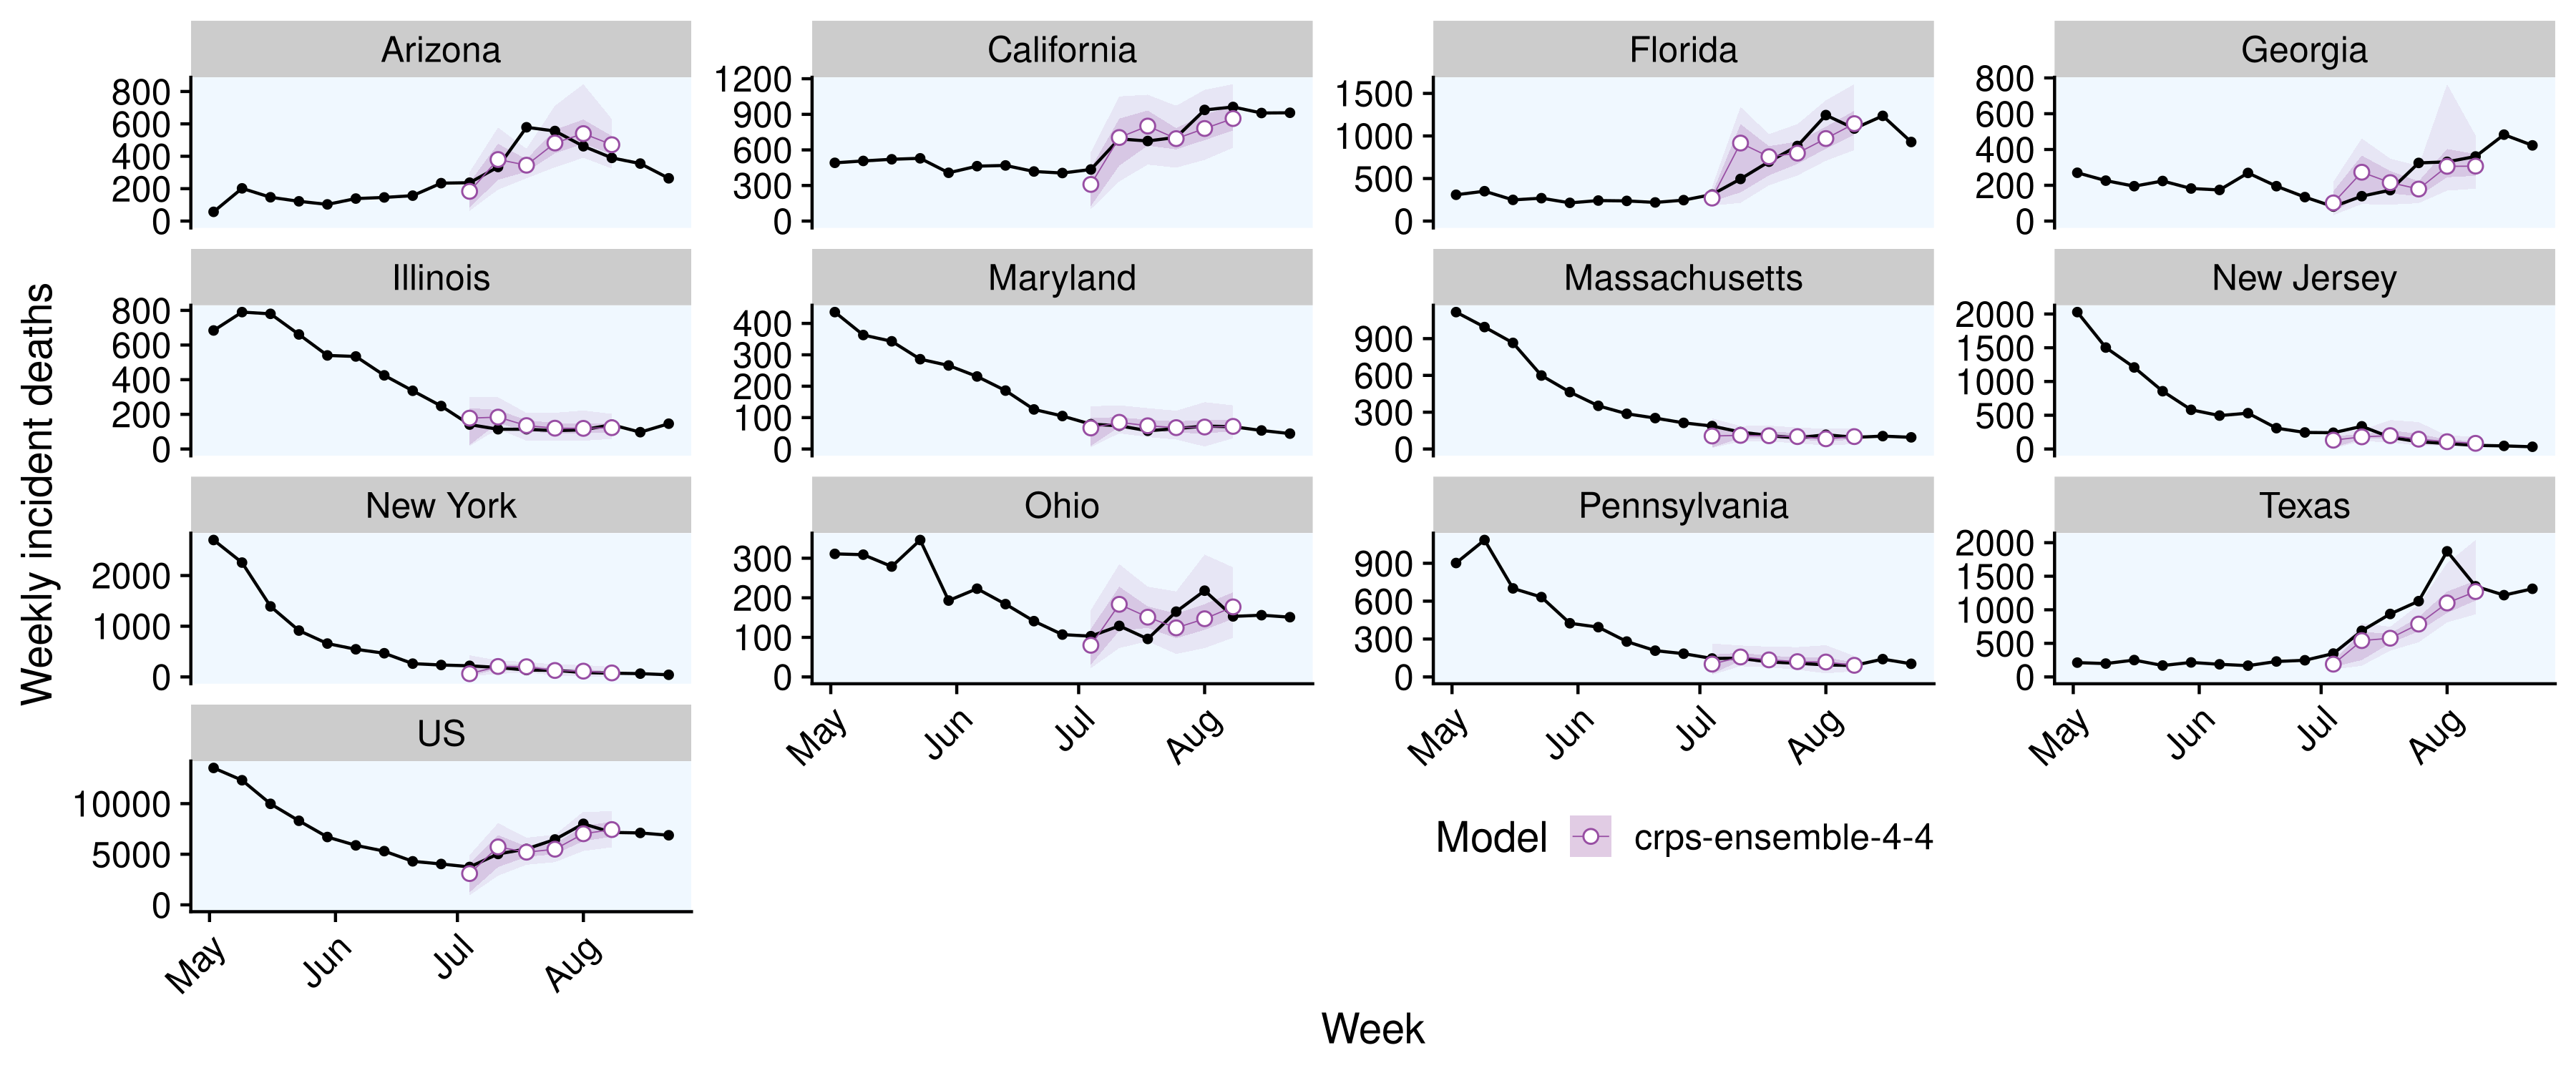 Arizona
California
Florida
Georgia
800
600
400
200
0
1200
900
600
300
0
1500
1000
500
0
800
600
400
200
0
Illinois
Maryland
Massachusetts
New Jersey
800
600
400
200
0
400
300
200
100
0
900
600
300
0
2000
1500
1000
500
0
Weekly incident deaths
New York
Ohio
Pennsylvania
Texas
2000
1000
0
300
200
100
0
900
600
300
0
2000
1500
1000
500
0
May Jun Jul Aug
May Jun Jul Aug
May Jun Jul Aug
US
10000
5000
0
May Jun Jul Aug
Model crps-ensemble-4-4
Week